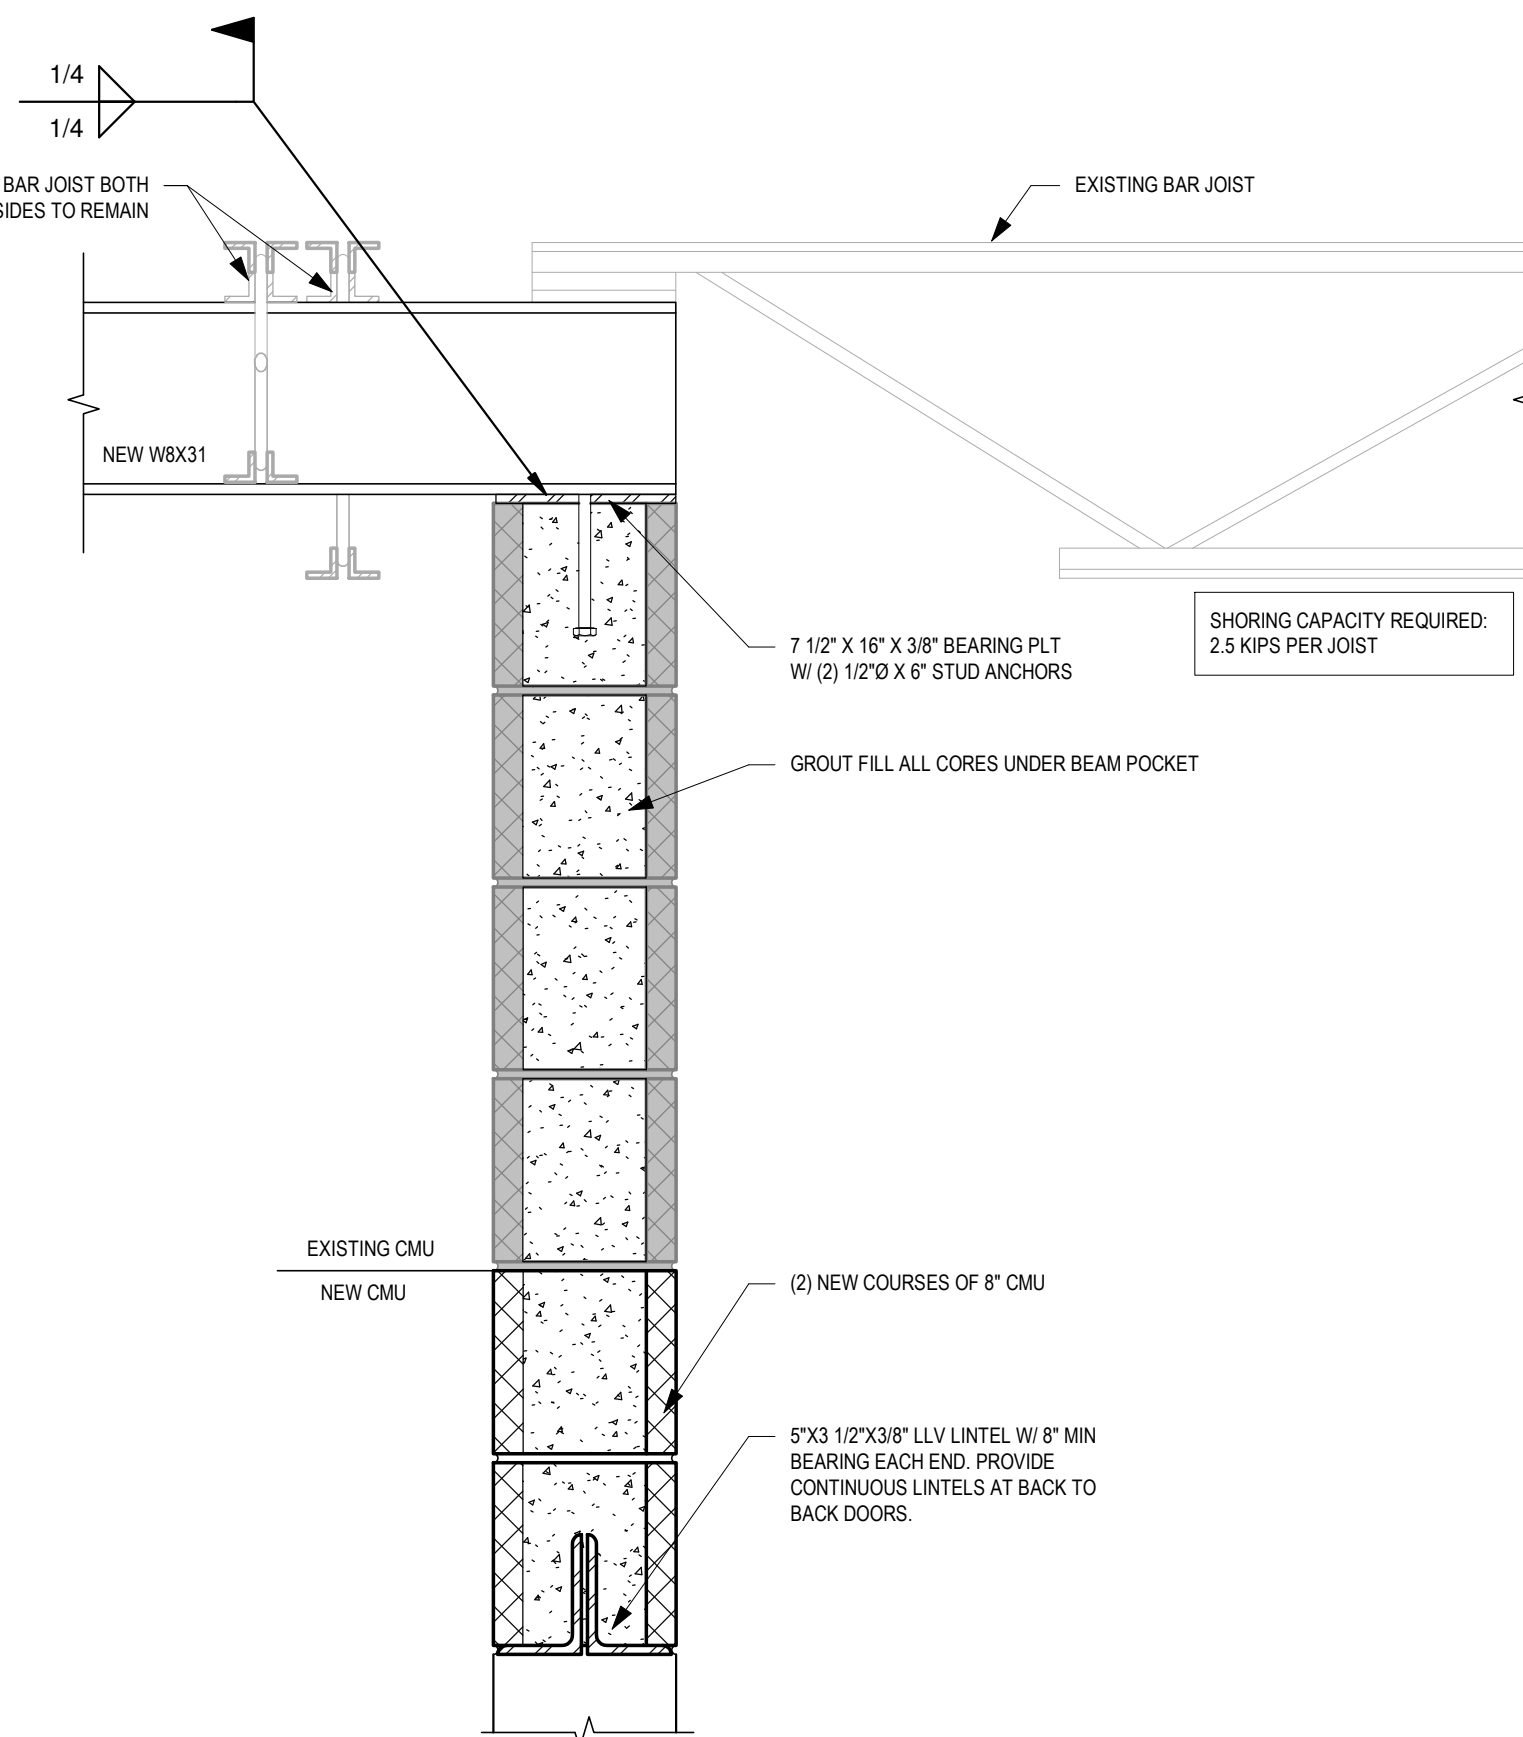 1/4
1/4
BAR JOIST BOTH
SIDES TO REMAIN
EXISTING BAR JOIST
NEW W8X31
SHORING CAPACITY REQUIRED:
2.5 KIPS PER JOIST
7 1/2" X 16" X 3/8" BEARING PLT
W/ (2) 1/2"Ø X 6" STUD ANCHORS
GROUT FILL ALL CORES UNDER BEAM POCKET
EXISTING CMU
NEW CMU
(2) NEW COURSES OF 8" CMU
5"X3 1/2"X3/8" LLV LINTEL W/ 8" MIN
BEARING EACH END. PROVIDE
CONTINUOUS LINTELS AT BACK TO
BACK DOORS.